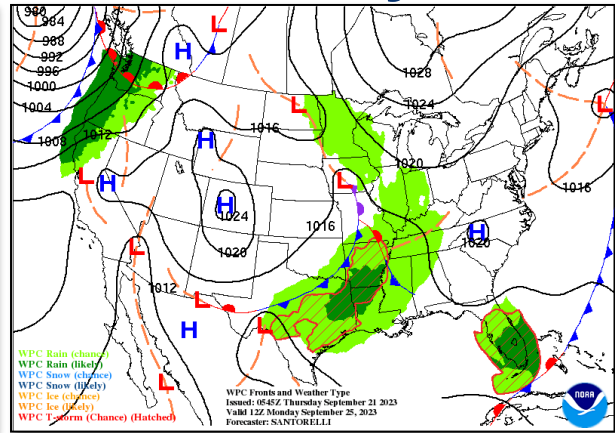 980
984
988
992
996
1000
1004
1008
1012
L
H
L
1028
1024
1016
L
L
H
1020
1016
L
H
L
H
1024
1016
1020
H
1020
L
1012
L
H
L
L
WPC Rain (chance)
WPC Rain (likely)
WPC Snow (chance)
WPC Snow (likely)
WPC Ice (chance)
WPC Ice (likely)
WPC T-storm (Chance) (Hatched)
WPC Fronts and Weather Type
Issued: 0545Z Thursday September 21 2023
Valid 12Z Monday September 25, 2023
Forecaster: SANTORELLI
L
NOAA